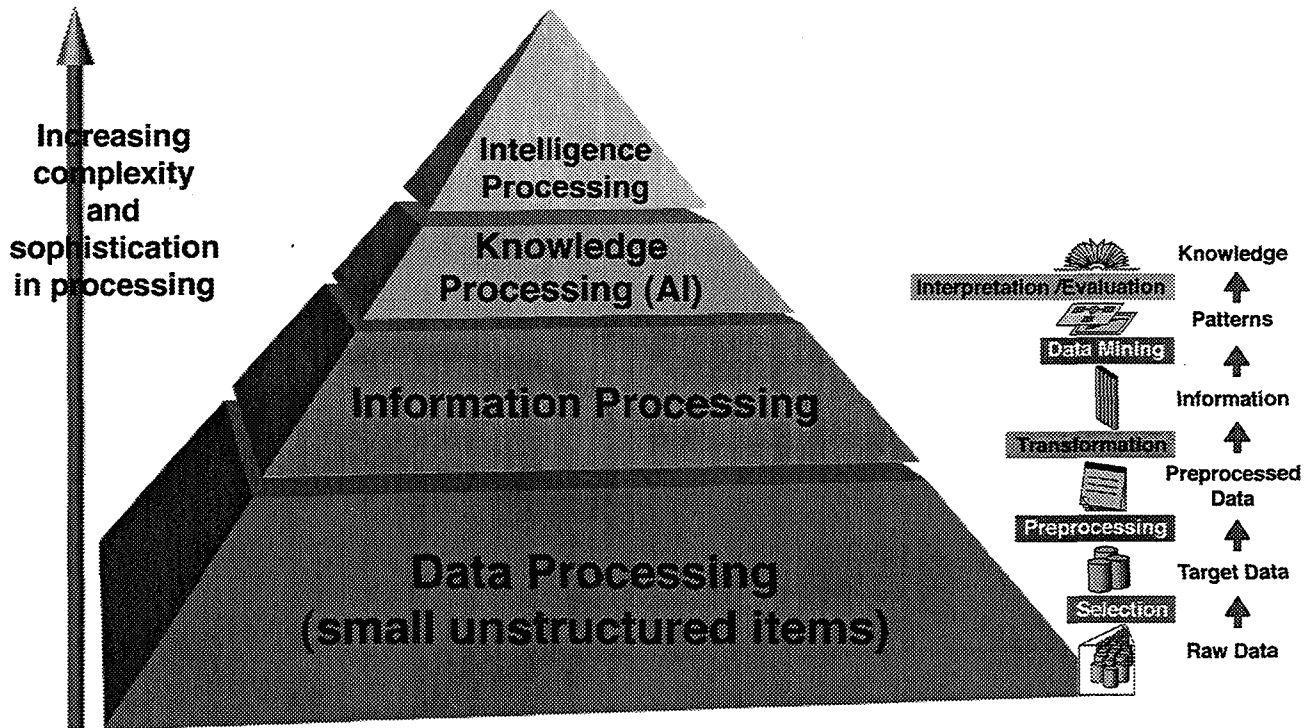 Increasing
complexity
and
sophistication
in processing
Intelligence
Processing
Knowledge
Processing (AI)
Information Processing
Data Processing
(small unstructured items)
Knowledge
Interpretation /Evaluation
Patterns
Data Mining
Information
Transformation
Preprocessed
Data
Preprocessing
Target Data
Selection
Raw Data